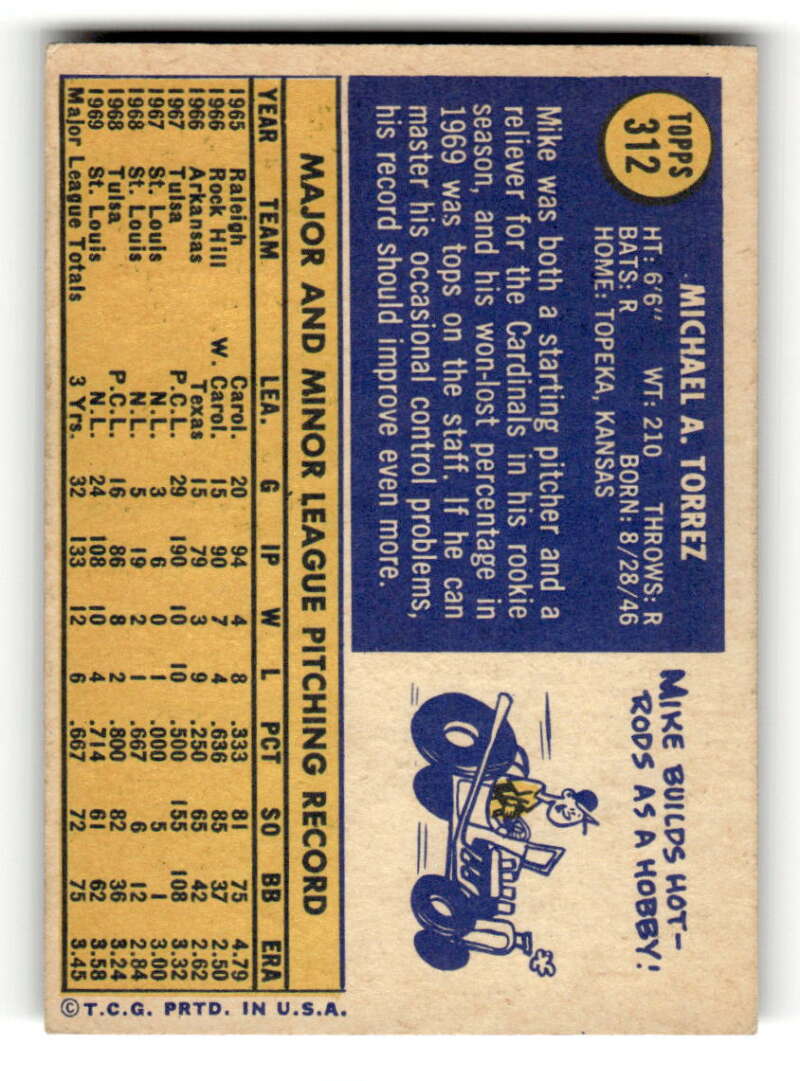 TOPPS
312
MICHAEL A. TORREZ
HT: 6'6" WT: 210 THROWS: R
BATS: R BORN: 8/28/46
HOME: TOPEKA, KANSAS
Mike was both a starting pitcher and a
reliever for the Cardinals in his rookie
season, and his won-lost percentage in
1969 was tops on the staff. If he can
master his occasional control problems,
his record should improve even more.
MIKE BUILDS HOT-
RODS AS A HOBBY!
MAJOR AND MINOR LEAGUE PITCHING RECORD
YEAR TEAM LEA. G IP W L PCT SO BB ERA
1965 Raleigh Carol. 20 94 4 8 .333 81 75 4.79
1966 Rock Hill W. Carol. 15 90 7 4 .636 85 37 2.50
1966 Arkansas Texas 15 79 3 9 .250 65 42 2.62
1967 Tulsa P.C.L. 29 190 10 10 .500 155 108 3.32
1967 St. Louis N.L. 3 6 0 1 .000 5 1 3.00
1968 St. Louis N.L. 5 19 2 1 .667 6 12 2.84
1968 Tulsa P.C.L. 16 86 8 2 .800 82 36 3.24
1969 St. Louis N.L. 24 108 10 4 .714 61 62 3.58
Major League Totals 3 Yrs. 32 133 12 6 .667 72 75 3.45
© T.C.G. PRTD. IN U.S.A.